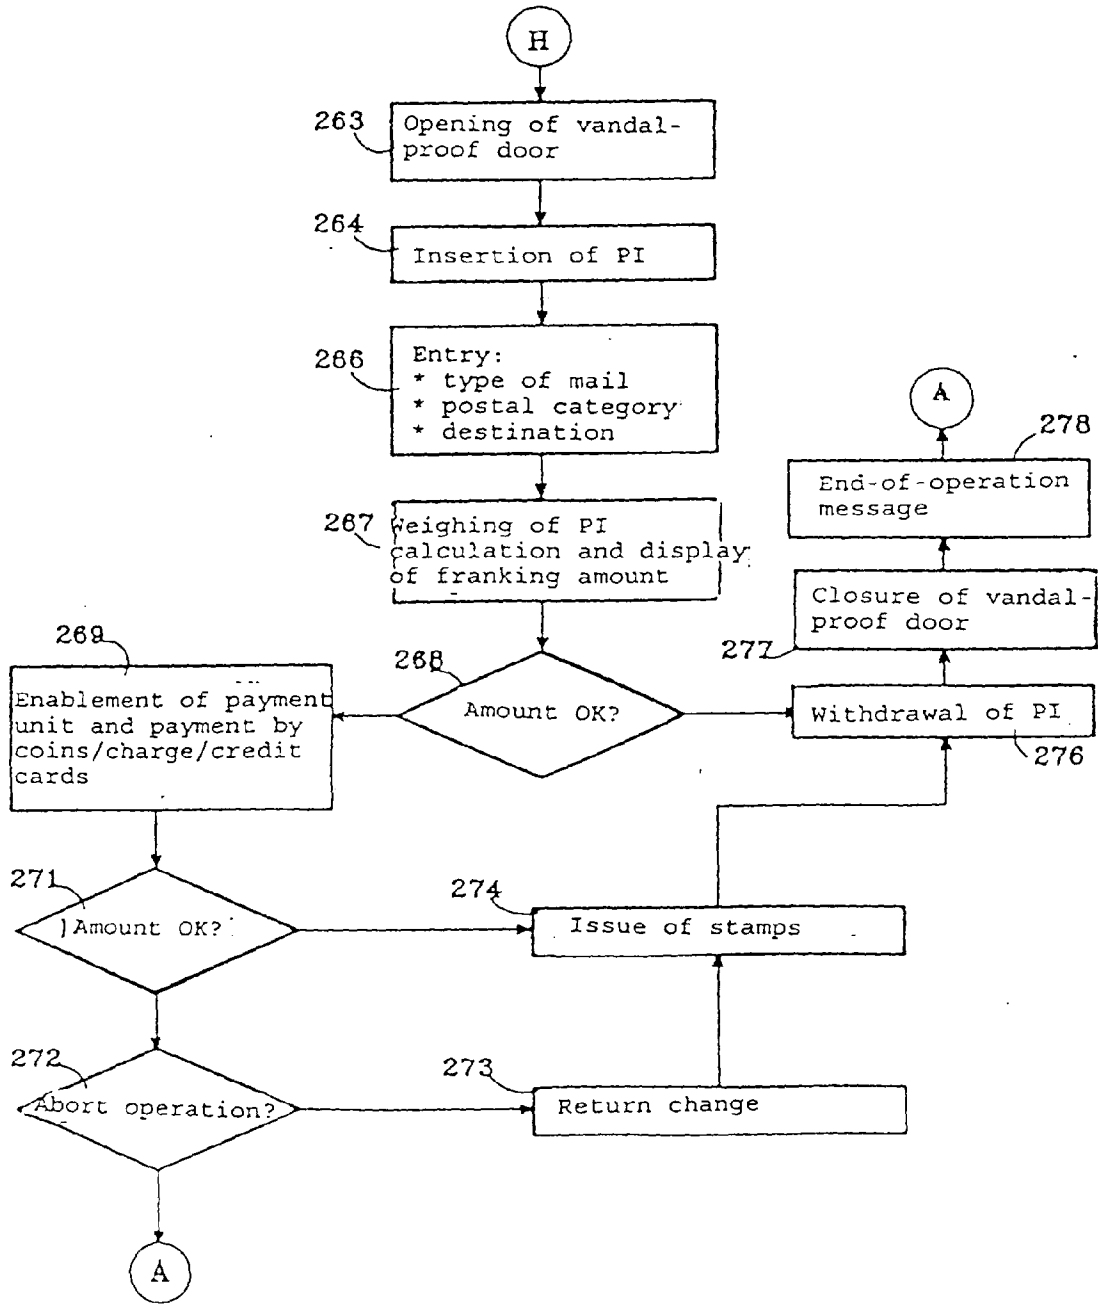 H
263
Opening of vandal-
proof door
264
Insertion of PI
266
Entry:
* type of mail
* postal category
* destination
267
Weighing of PI
calculation and display
of franking amount
268
Amount OK?
269
Enablement of payment
unit and payment by
coins/charge/credit
cards
271
Amount OK?
272
Abort operation?
A
273
Return change
274
Issue of stamps
276
Withdrawal of PI
277
Closure of vandal-
proof door
278
End-of-operation
message
A